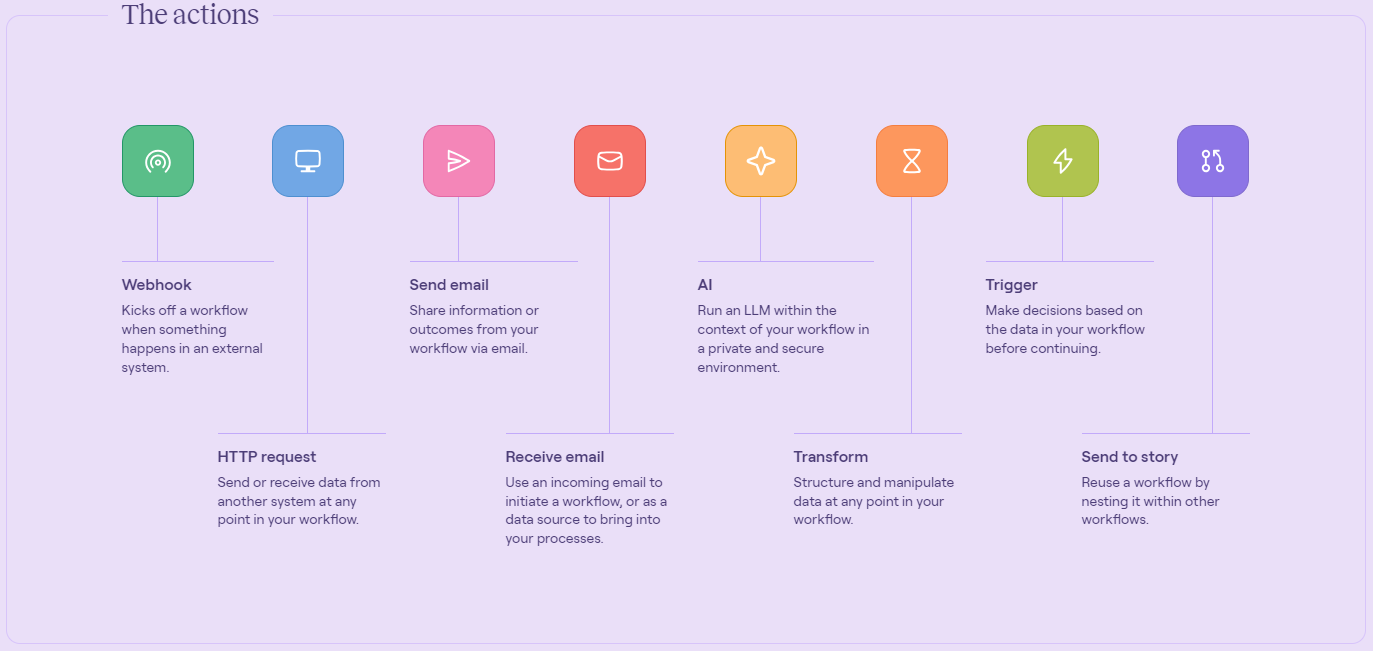 The actions
Webhook
Kicks off a workflow
when something
happens in an external
system.
HTTP request
Send or receive data from
another system at any
point in your workflow.
Send email
Share information or
outcomes from your
workflow via email.
Receive email
Use an incoming email to
initiate a workflow, or as a
data source to bring into
your processes.
AI
Run an LLM within the
context of your workflow in
a private and secure
environment.
Transform
Structure and manipulate
data at any point in your
workflow.
Trigger
Make decisions based on
the data in your workflow
before continuing.
Send to story
Reuse a workflow by
nesting it within other
workflows.